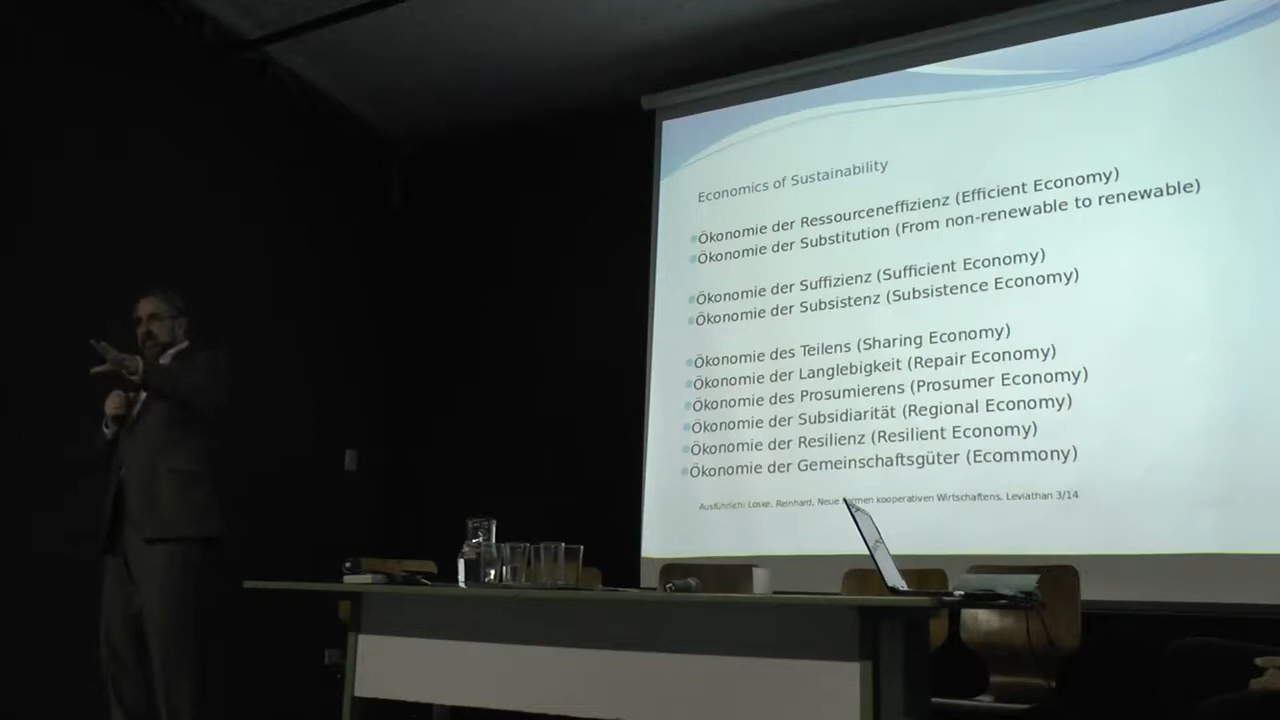 Economics of Sustainability
Ökonomie der Ressourceneffizienz (Efficient Economy)
Ökonomie der Substitution (From non-renewable to renewable)
Ökonomie der Suffizienz (Sufficient Economy)
Ökonomie der Subsistenz (Subsistence Economy)
Ökonomie des Teilens (Sharing Economy)
Ökonomie der Langlebigkeit (Repair Economy)
Ökonomie des Prosumierens (Prosumer Economy)
Ökonomie der Subsidiarität (Regional Economy)
Ökonomie der Resilienz (Resilient Economy)
Ökonomie der Gemeinschaftsgüter (Ecommony)
Ausführlich: Loske, Reinhard, Neue Formen kooperativen Wirtschaftens, Leviathan 3/14